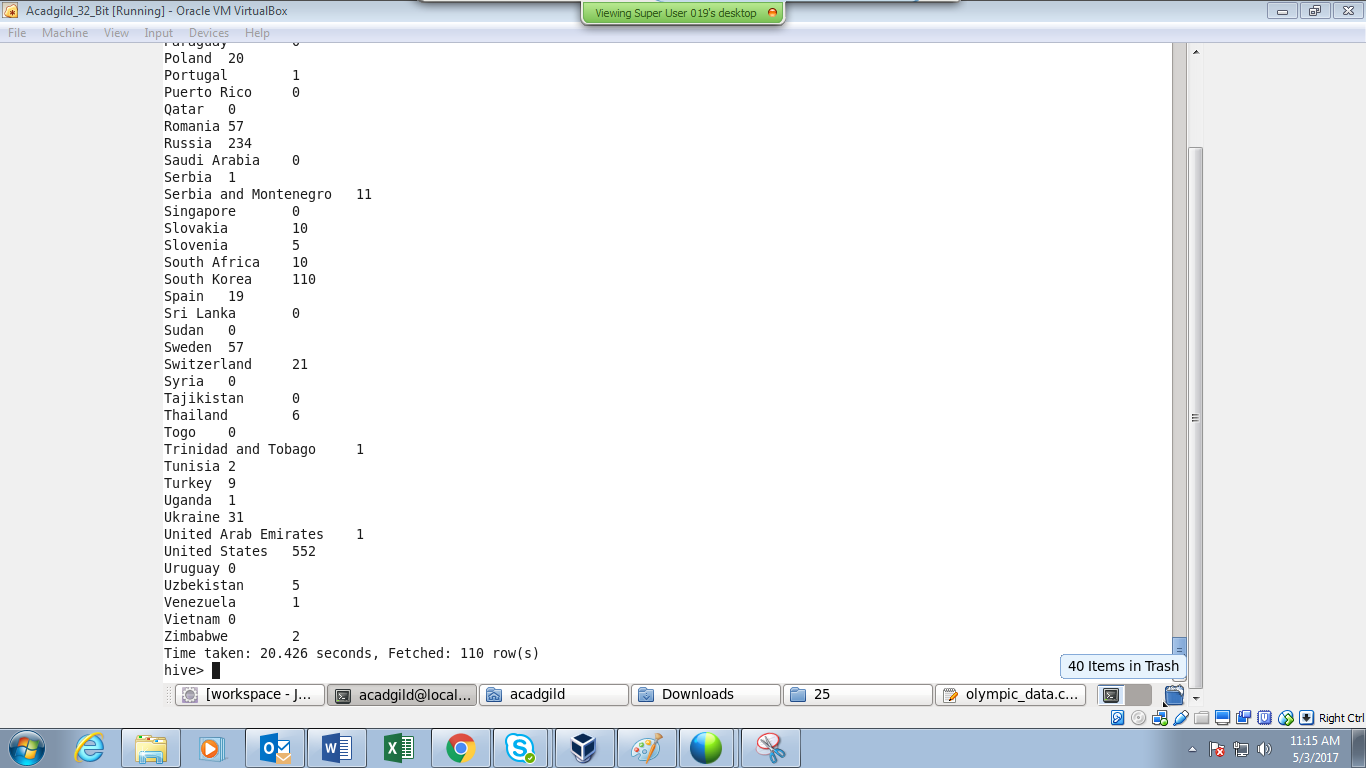 Acadgild_32_Bit [Running] - Oracle VM VirtualBox
Viewing Super User 019's desktop
File Machine View Input Devices Help
Paraguay 0
Poland 20
Portugal 1
Puerto Rico 0
Qatar 0
Romania 57
Russia 234
Saudi Arabia 0
Serbia 1
Serbia and Montenegro 11
Singapore 0
Slovakia 10
Slovenia 5
South Africa 10
South Korea 110
Spain 19
Sri Lanka 0
Sudan 0
Sweden 57
Switzerland 21
Syria 0
Tajikistan 0
Thailand 6
Togo 0
Trinidad and Tobago 1
Tunisia 2
Turkey 9
Uganda 1
Ukraine 31
United Arab Emirates 1
United States 552
Uruguay 0
Uzbekistan 5
Venezuela 1
Vietnam 0
Zimbabwe 2
Time taken: 20.426 seconds, Fetched: 110 row(s)
hive>
40 Items in Trash
[workspace - J... acadgild@local... acadgild Downloads 25 olympic_data.c...
Right Ctrl
11:15 AM
5/3/2017